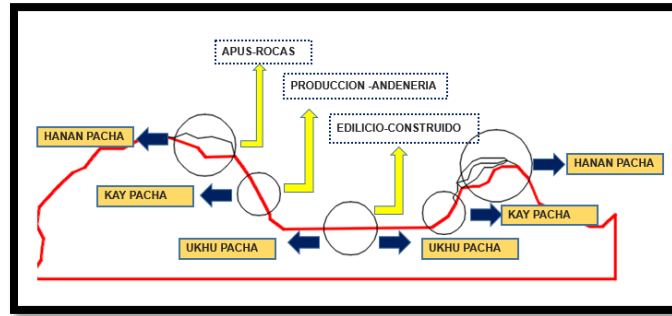 APUS-ROCAS
PRODUCCION -ANDENERIA
EDILICIO-CONSTRUIDO
HANAN PACHA
HANAN PACHA
KAY PACHA
KAY PACHA
UKHU PACHA
UKHU PACHA